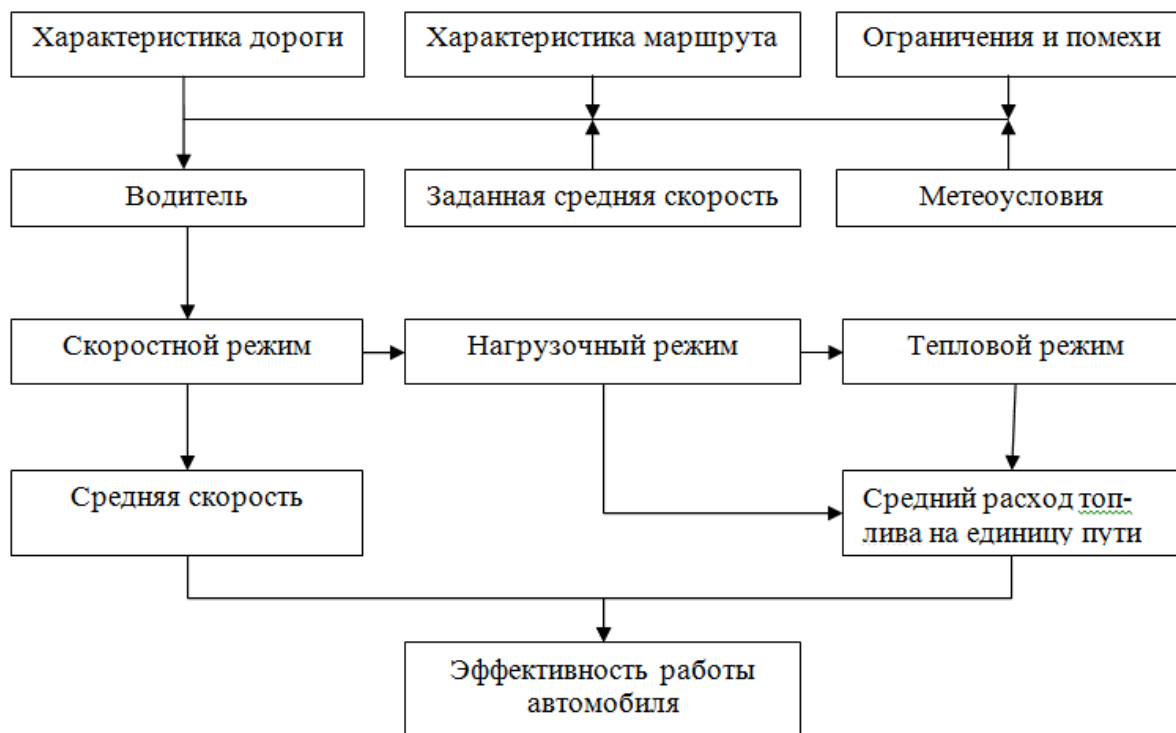 Характеристика дороги
Характеристика маршрута
Ограничения и помехи
Водитель
Заданная средняя скорость
Метеоусловия
Скоростной режим
Нагрузочный режим
Тепловой режим
Средняя скорость
Средний расход топ-
лива на единицу пути
Эффективность работы
автомобиля